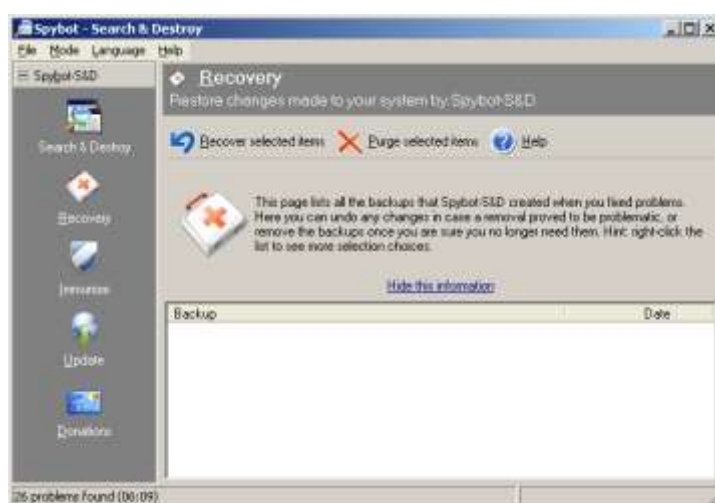 Spybot - Search & Destroy
File Mode Language Help
Spybot-S&D
Recovery
Restore changes made to your system by Spybot-S&D
Recover selected items Purge selected items Help
Search & Destroy
Recovery
Immunize
Update
Donations
This page lists all the backups that Spybot-S&D created when you fixed problems.
Here you can undo any changes in case a removal proved to be problematic, or
remove the backups once you are sure you no longer need them. Hint: right-click the
list to see more selection choices.
Hide this information
Backup Date
26 problems found (06:09)